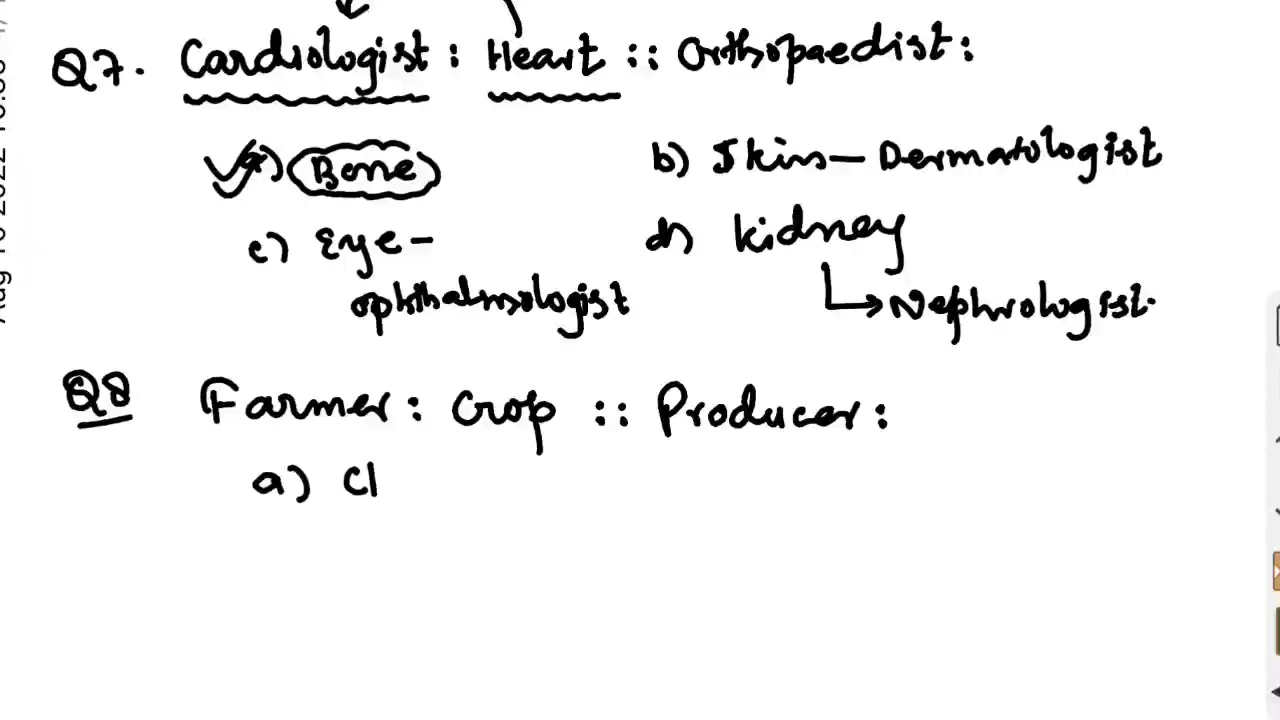 Q7. Cardiologist : Heart :: Orthopaedist:
a) Bone
b) Skin — Dermatologist
c) Eye — ophthalmologist
d) kidney
→ Nephrologist.
Q8 Farmer: Crop :: Producer:
a) Cl